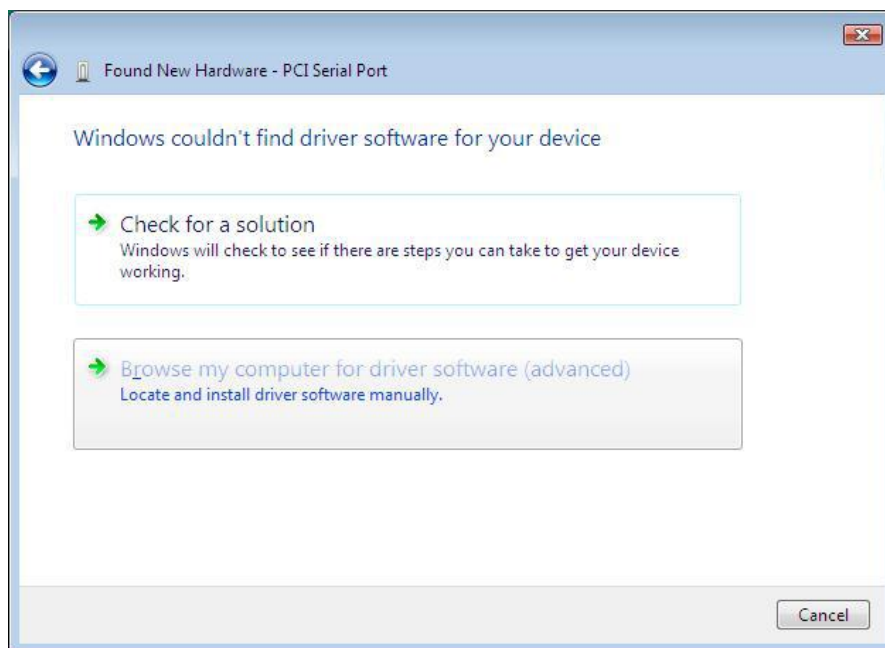 Found New Hardware - PCI Serial Port
Windows couldn't find driver software for your device
Check for a solution
Windows will check to see if there are steps you can take to get your device
working.
Browse my computer for driver software (advanced)
Locate and install driver software manually.
Cancel